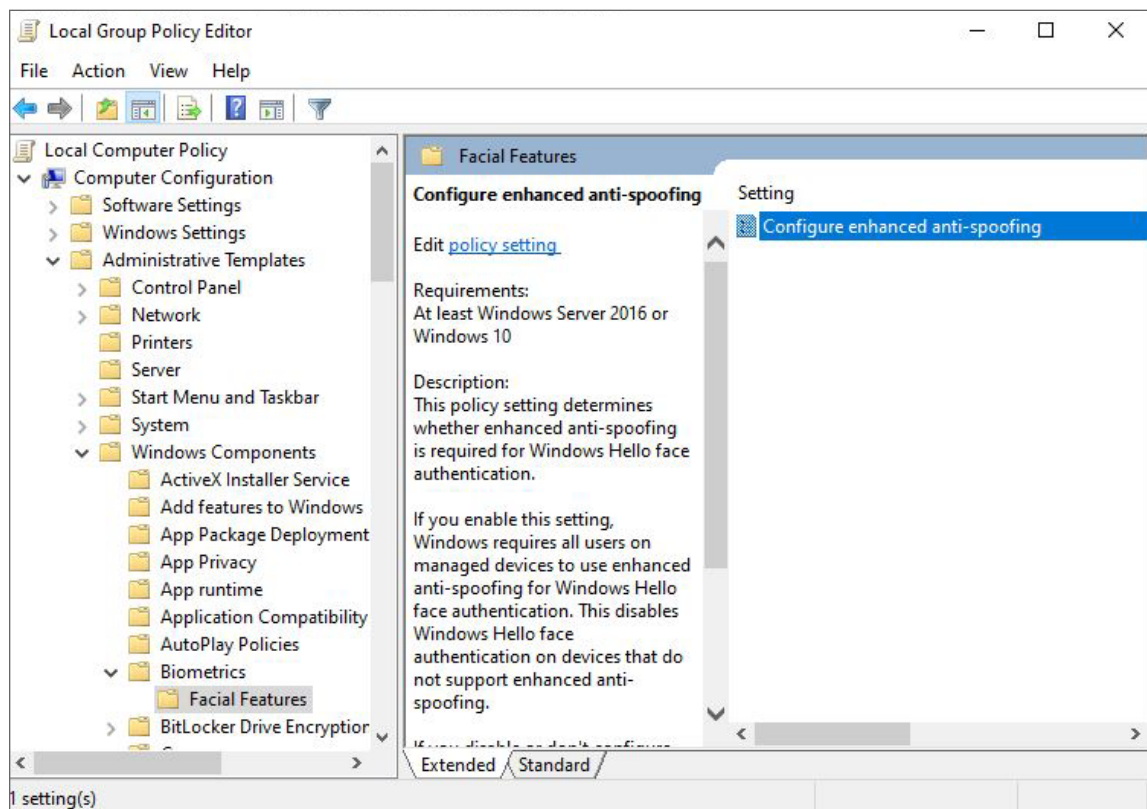 Local Group Policy Editor
File Action View Help
Local Computer Policy
Computer Configuration
Software Settings
Windows Settings
Administrative Templates
Control Panel
Network
Printers
Server
Start Menu and Taskbar
System
Windows Components
ActiveX Installer Service
Add features to Windows
App Package Deployment
App Privacy
App runtime
Application Compatibility
AutoPlay Policies
Biometrics
Facial Features
BitLocker Drive Encryption
Facial Features
Configure enhanced anti-spoofing
Edit policy setting
Requirements:
At least Windows Server 2016 or
Windows 10
Description:
This policy setting determines
whether enhanced anti-spoofing
is required for Windows Hello face
authentication.
If you enable this setting,
Windows requires all users on
managed devices to use enhanced
anti-spoofing for Windows Hello
face authentication. This disables
Windows Hello face
authentication on devices that do
not support enhanced anti-
spoofing.
If you disable or don't configure
Setting
Configure enhanced anti-spoofing
Extended Standard
1 setting(s)